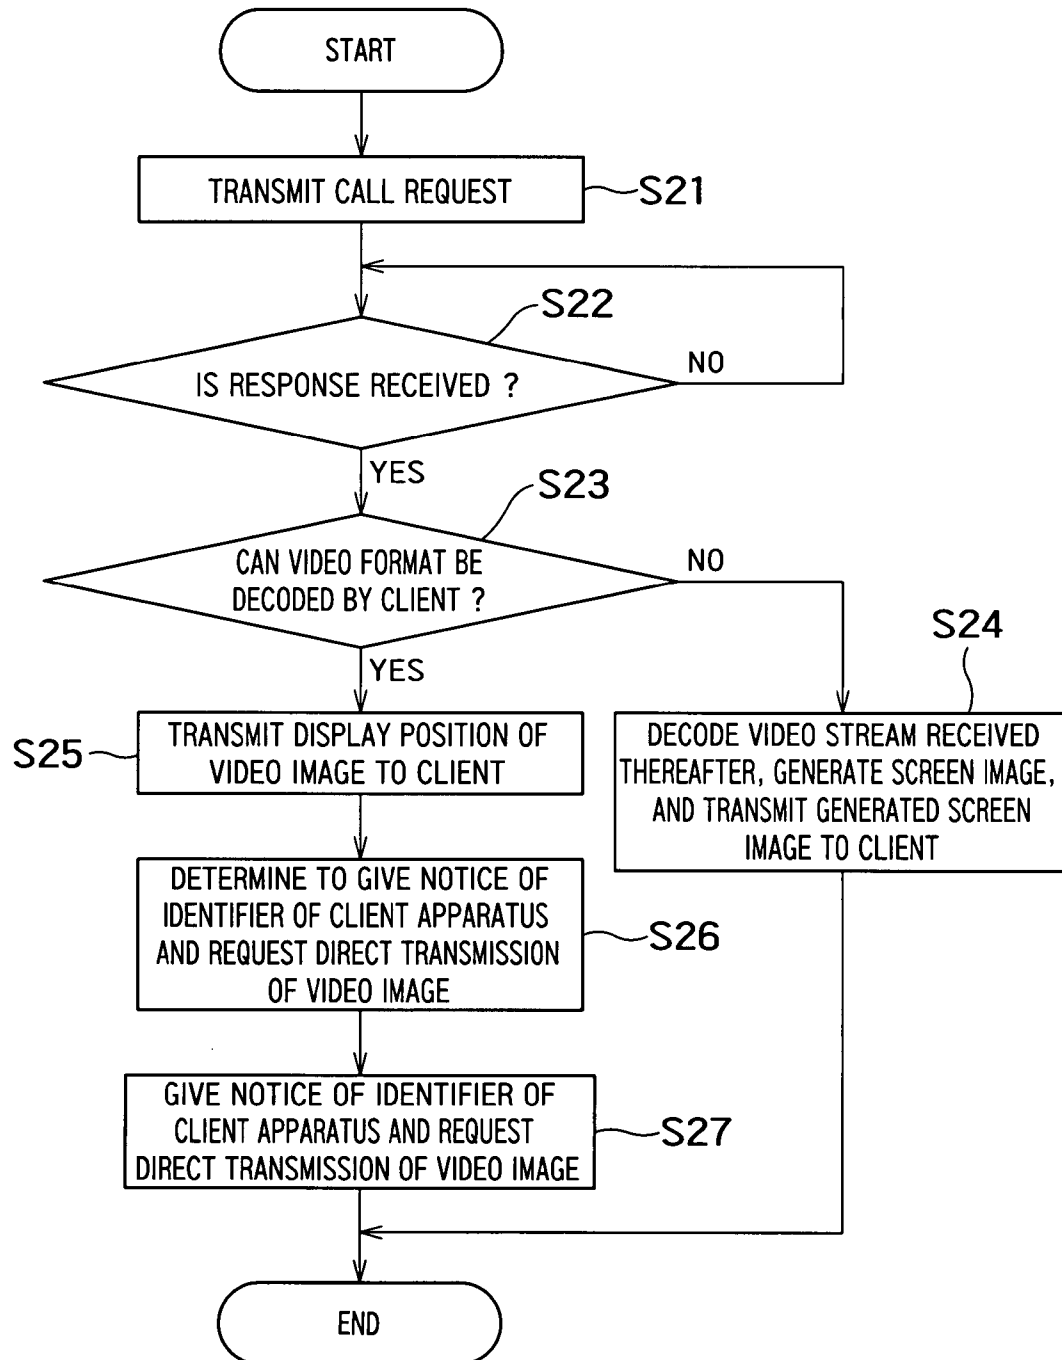 START
TRANSMIT CALL REQUEST
S21
S22
IS RESPONSE RECEIVED ?
NO
YES
S23
CAN VIDEO FORMAT BE
DECODED BY CLIENT ?
NO
YES
S24
DECODE VIDEO STREAM RECEIVED
THEREAFTER, GENERATE SCREEN IMAGE,
AND TRANSMIT GENERATED SCREEN
IMAGE TO CLIENT
S25
TRANSMIT DISPLAY POSITION OF
VIDEO IMAGE TO CLIENT
DETERMINE TO GIVE NOTICE OF
IDENTIFIER OF CLIENT APPARATUS
AND REQUEST DIRECT TRANSMISSION
OF VIDEO IMAGE
S26
GIVE NOTICE OF IDENTIFIER OF
CLIENT APPARATUS AND REQUEST
DIRECT TRANSMISSION OF VIDEO IMAGE
S27
END